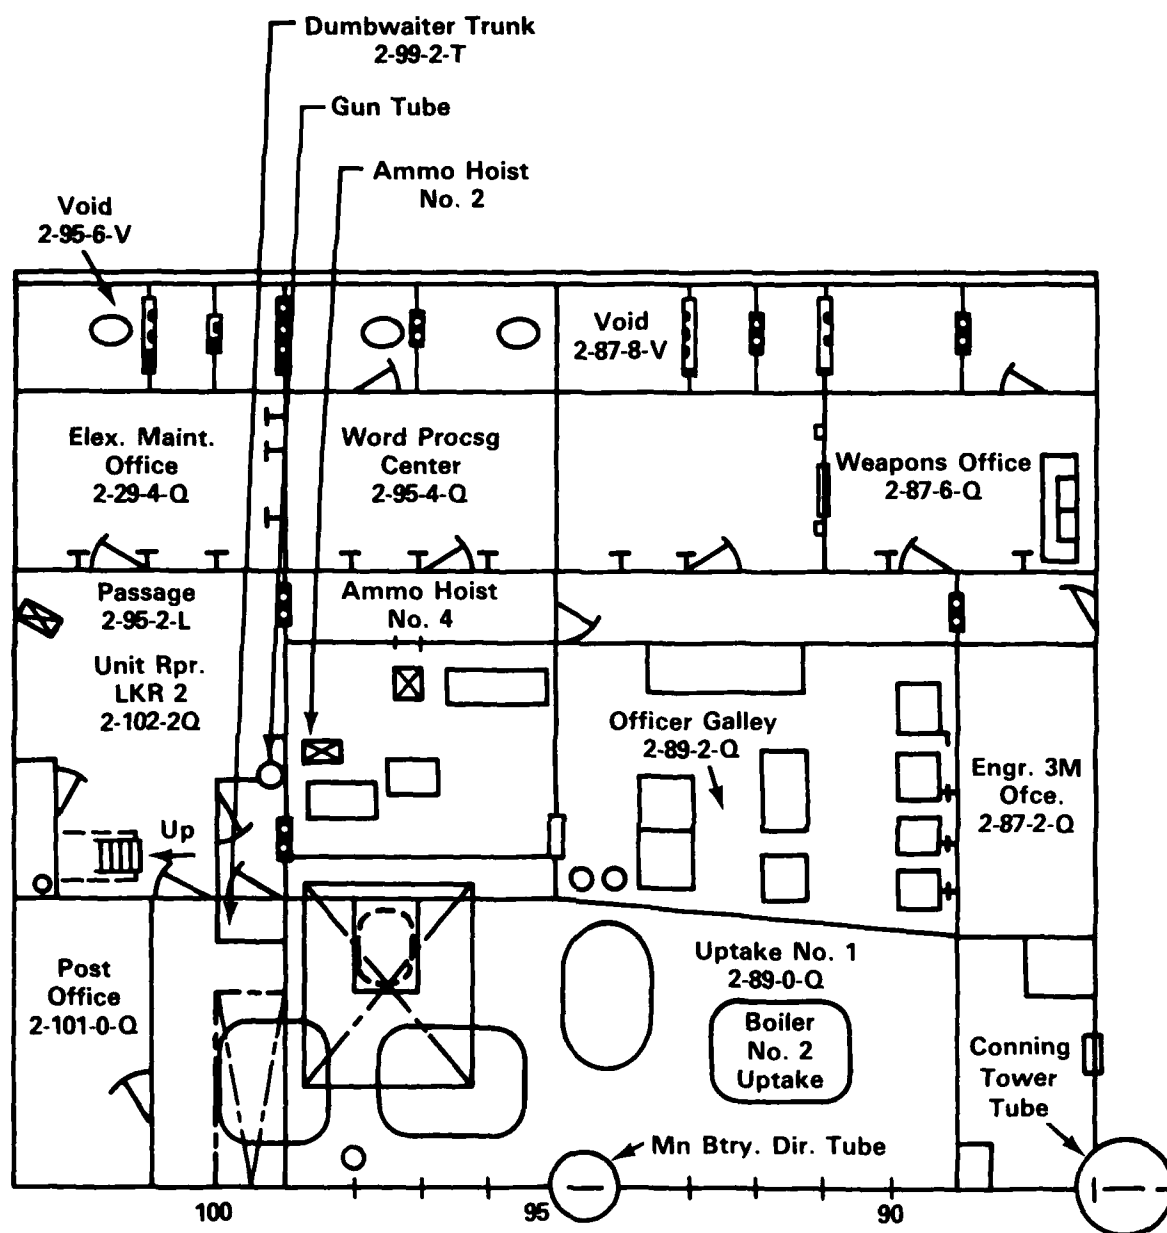 Dumbwaiter Trunk
2-99-2-T
Gun Tube
Ammo Hoist
No. 2
Void
2-95-6-V
Void
2-87-8-V
Elex. Maint.
Office
2-29-4-Q
Word Procsg
Center
2-95-4-Q
Weapons Office
2-87-6-Q
Passage
2-95-2-L
Ammo Hoist
No. 4
Unit Rpr.
LKR 2
2-102-2Q
Officer Galley
2-89-2-Q
Engr. 3M
Ofce.
2-87-2-Q
Up
Post
Office
2-101-0-Q
Uptake No. 1
2-89-0-Q
Boiler
No. 2
Uptake
Conning
Tower
Tube
Mn Btry. Dir. Tube
100
95
90